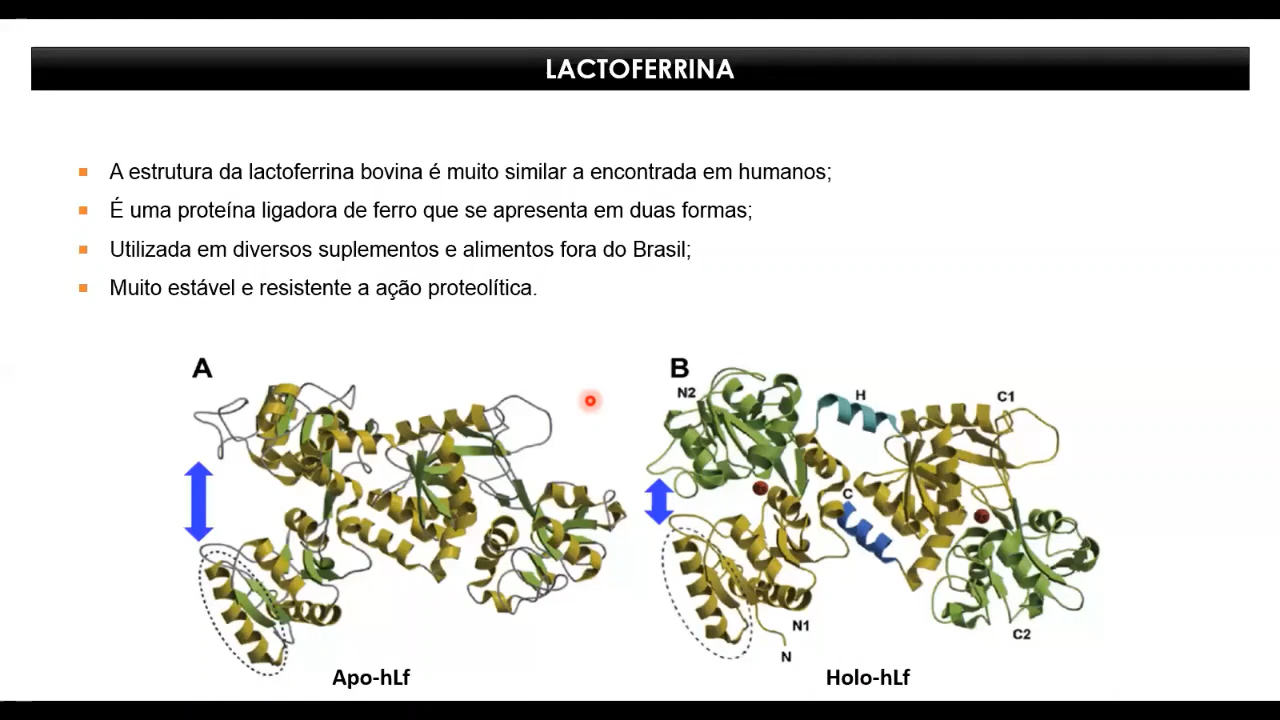 LACTOFERRINA
A estrutura da lactoferrina bovina é muito similar a encontrada em humanos;
É uma proteína ligadora de ferro que se apresenta em duas formas;
Utilizada em diversos suplementos e alimentos fora do Brasil;
Muito estável e resistente a ação proteolítica.
A
B
N2
H
C1
C
N1
N
C2
Apo-hLf
Holo-hLf